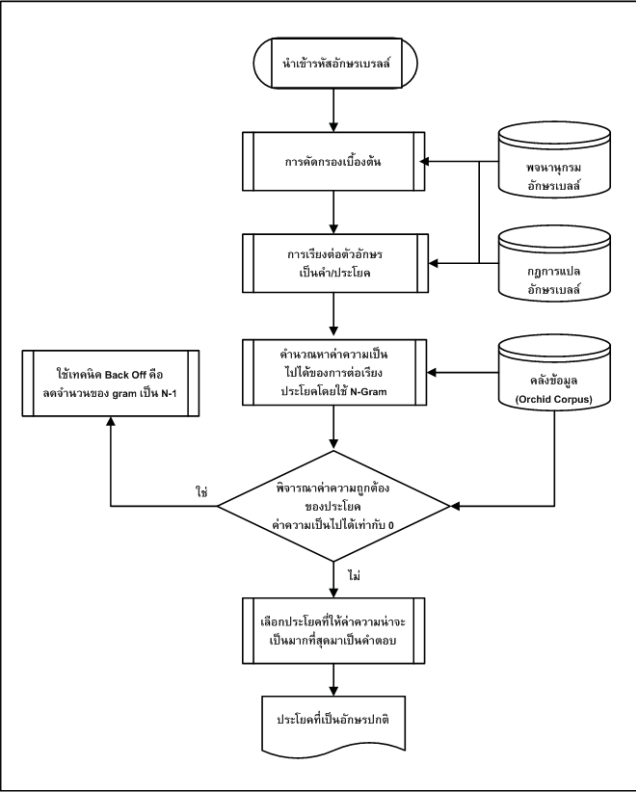 นำเข้ารหัสอักษรเบรลล์
การคัดกรองเบื้องต้น
พจนานุกรม
อักษรเบลล์
การเรียงต่อตัวอักษร
เป็นคำ/ประโยค
กฎการแปล
อักษรเบลล์
คำนวณหาค่าความเป็น
ไปได้ของการต่อเรียง
ประโยคโดยใช้ N-Gram
คลังข้อมูล
(Orchid Corpus)
ใช้เทคนิค Back Off คือ
ลดจำนวนของ gram เป็น N-1
ใช่
พิจารณาค่าความถูกต้อง
ของประโยค
ค่าความเป็นไปได้เท่ากับ 0
ไม่
เลือกประโยคที่ให้ค่าความน่าจะ
เป็นมากที่สุดมาเป็นคำตอบ
ประโยคที่เป็นอักษรปกติ